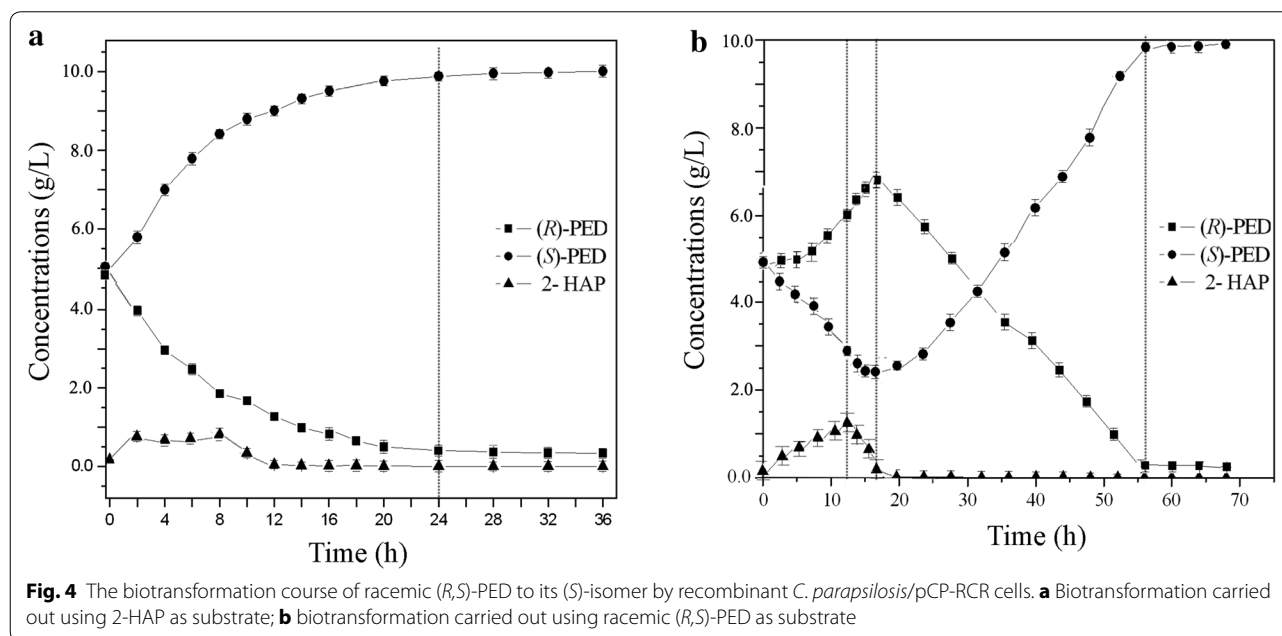 a
Concentrations (g/L)
10.0
8.0
6.0
4.0
2.0
0.0
(R)-PED
(S)-PED
2- HAP
0 4 8 12 16 20 24 28 32 36
Time (h)
b
Concentrations (g/L)
10.0
8.0
6.0
4.0
2.0
0.0
(R)-PED
(S)-PED
2- HAP
0 10 20 30 40 50 60 70
Time (h)
Fig. 4 The biotransformation course of racemic (R,S)-PED to its (S)-isomer by recombinant C. parapsilosis/pCP-RCR cells. a Biotransformation carried
out using 2-HAP as substrate; b biotransformation carried out using racemic (R,S)-PED as substrate